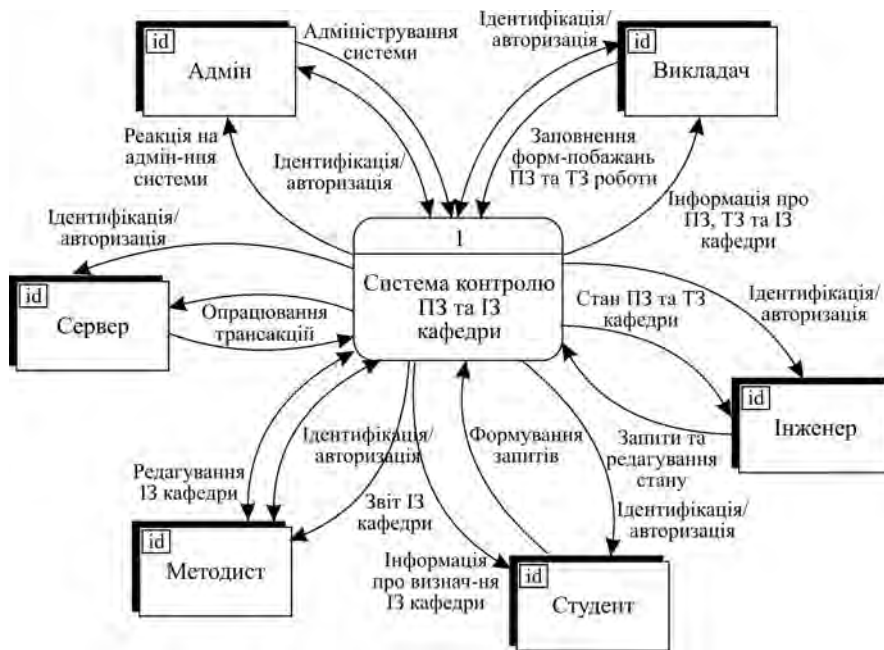 id
Адмін
Адміністрування
системи
Ідентифікація/
авторизація
id
Викладач
Реакція на
адмін-ння
системи
Ідентифікація/
авторизація
Заповнення
форм-побажань
ПЗ та ТЗ роботи
Інформація про
ПЗ, ТЗ та ІЗ
кафедри
Ідентифікація/
авторизація
id
Сервер
Опрацювання
трансакцій
1
Система контролю
ПЗ та ІЗ
кафедри
Стан ПЗ та ТЗ
кафедри
Ідентифікація/
авторизація
id
Інженер
Запити та
редагування
стану
Редагування
ІЗ кафедри
Ідентифікація/
авторизація
Формування
запитів
Звіт ІЗ
кафедри
Ідентифікація/
авторизація
id
Методист
Інформація
про визнач-ня
ІЗ кафедри
id
Студент